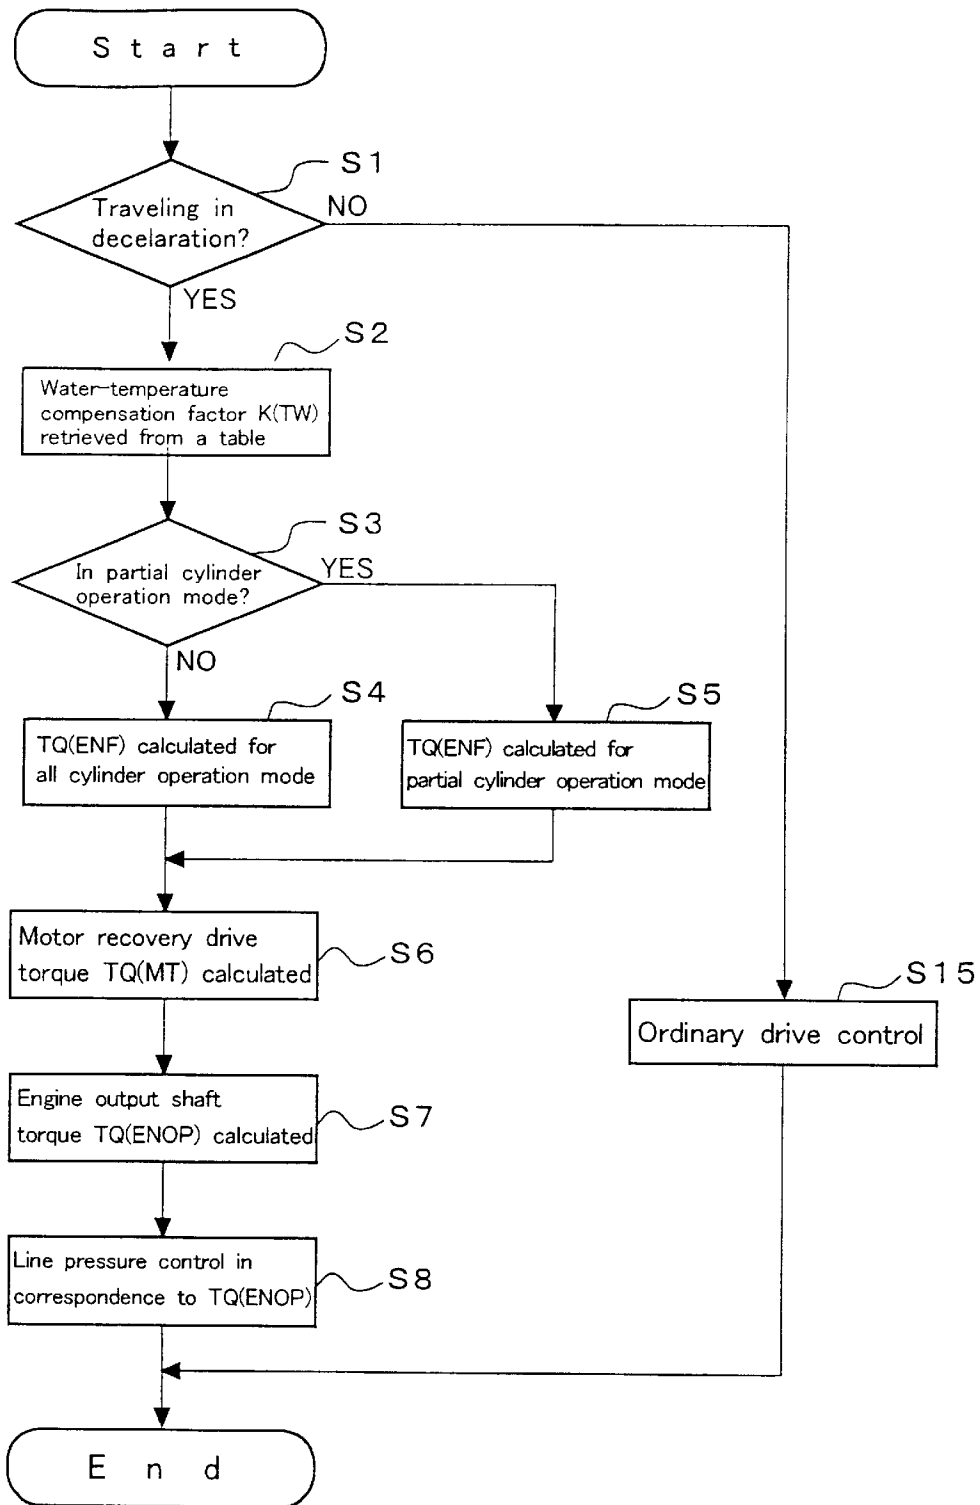 Start
S1
Traveling in
decelaration?
NO
YES
S2
Water-temperature
compensation factor K(TW)
retrieved from a table
S3
In partial cylinder
operation mode?
YES
NO
S4
TQ(ENF) calculated for
all cylinder operation mode
S5
TQ(ENF) calculated for
partial cylinder operation mode
Motor recovery drive
torque TQ(MT) calculated
S6
S15
Ordinary drive control
Engine output shaft
torque TQ(ENOP) calculated
S7
Line pressure control in
correspondence to TQ(ENOP)
S8
End